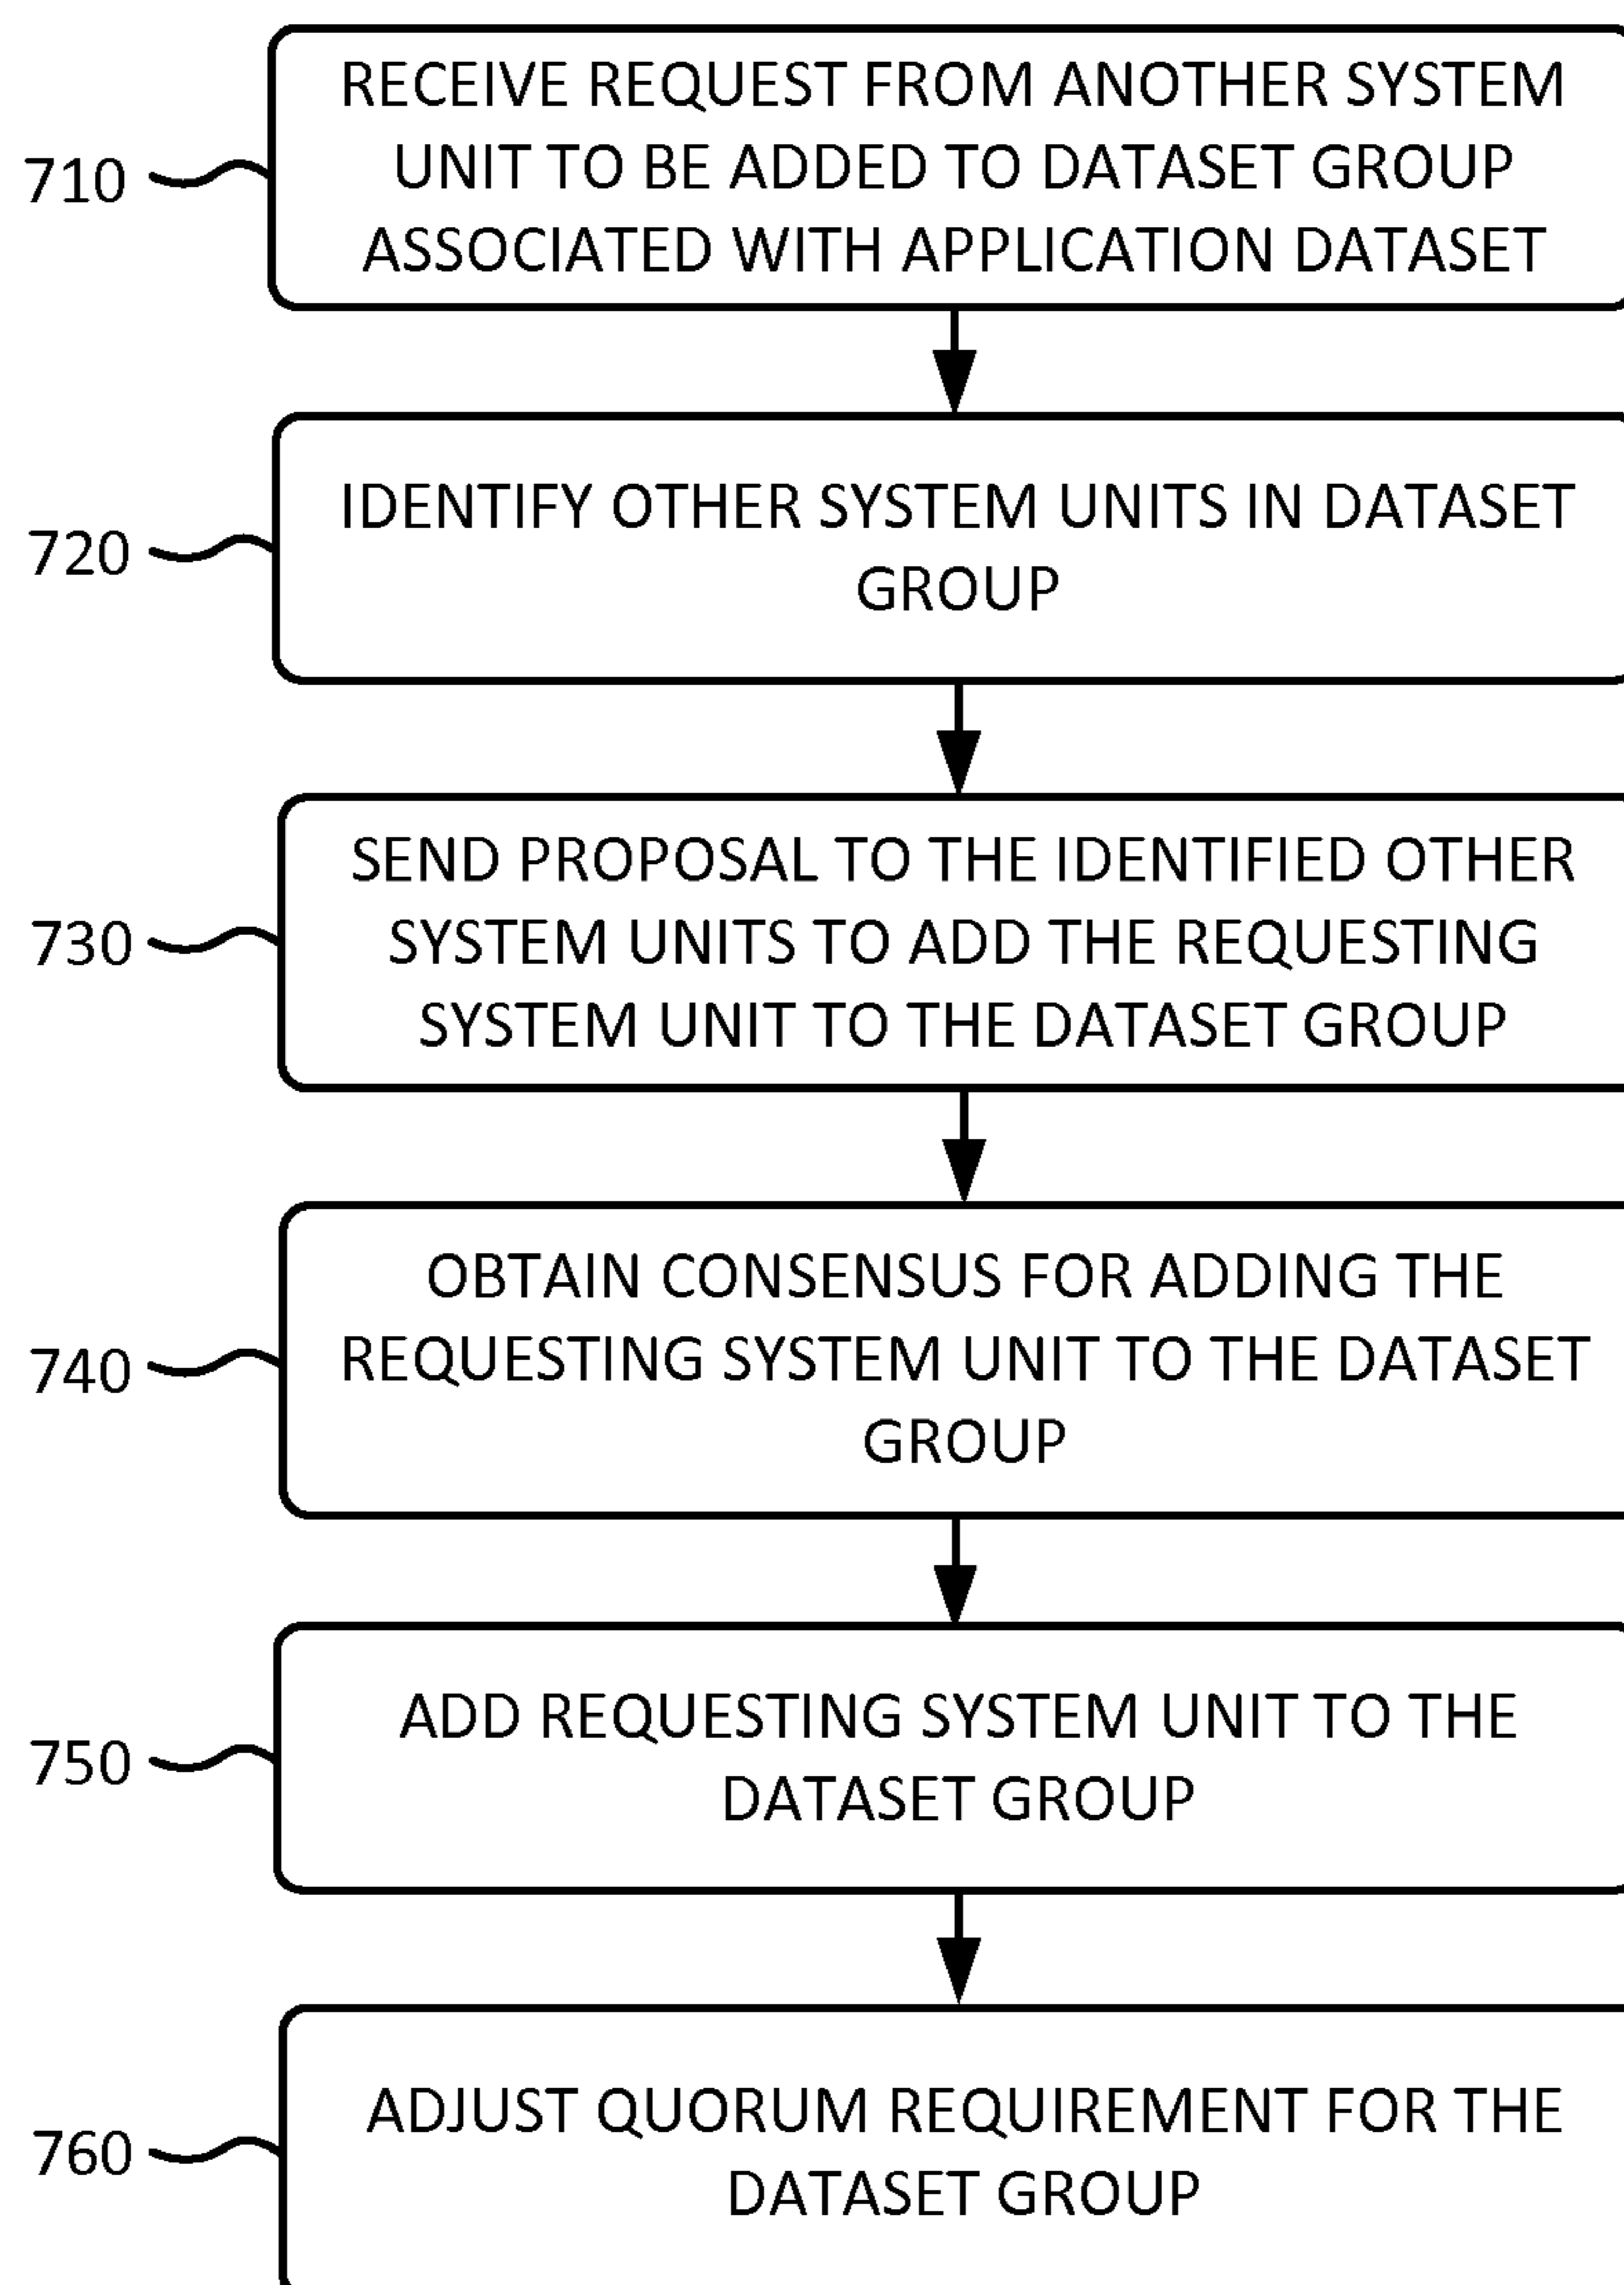 RECEIVE REQUEST FROM ANOTHER SYSTEM
710
UNIT TO BE ADDED TO DATASET GROUP
ASSOCIATED WITH APPLICATION DATASET
IDENTIFY OTHER SYSTEM UNITS IN DATASET
720
GROUP
SEND PROPOSAL TO THE IDENTIFIED OTHER
730
SYSTEM UNITS TO ADD THE REQUESTING
SYSTEM UNIT TO THE DATASET GROUP
OBTAIN CONSENSUS FOR ADDING THE
740
REQUESTING SYSTEM UNIT TO THE DATASET
GROUP
ADD REQUESTING SYSTEM UNIT TO THE
750
DATASET GROUP
ADJUST QUORUM REQUIREMENT FOR THE
760
DATASET GROUP